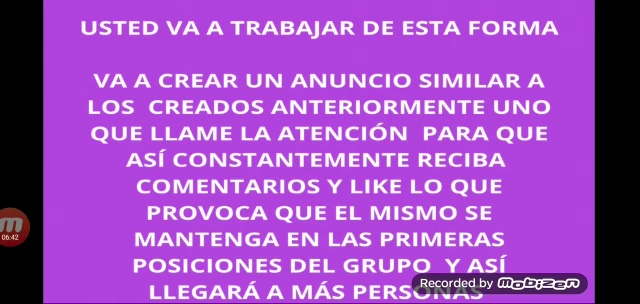 USTED VA A TRABAJAR DE ESTA FORMA
VA A CREAR UN ANUNCIO SIMILAR A
LOS CREADOS ANTERIORMENTE UNO
QUE LLAME LA ATENCIÓN PARA QUE
ASÍ CONSTANTEMENTE RECIBA
COMENTARIOS Y LIKE LO QUE
PROVOCA QUE EL MISMO SE
MANTENGA EN LAS PRIMERAS
06:42
POSICIONES DEL GRUPO Y ASÍ
Recorded by mobizen
LLEGARÁ A MÁS PERSONAS